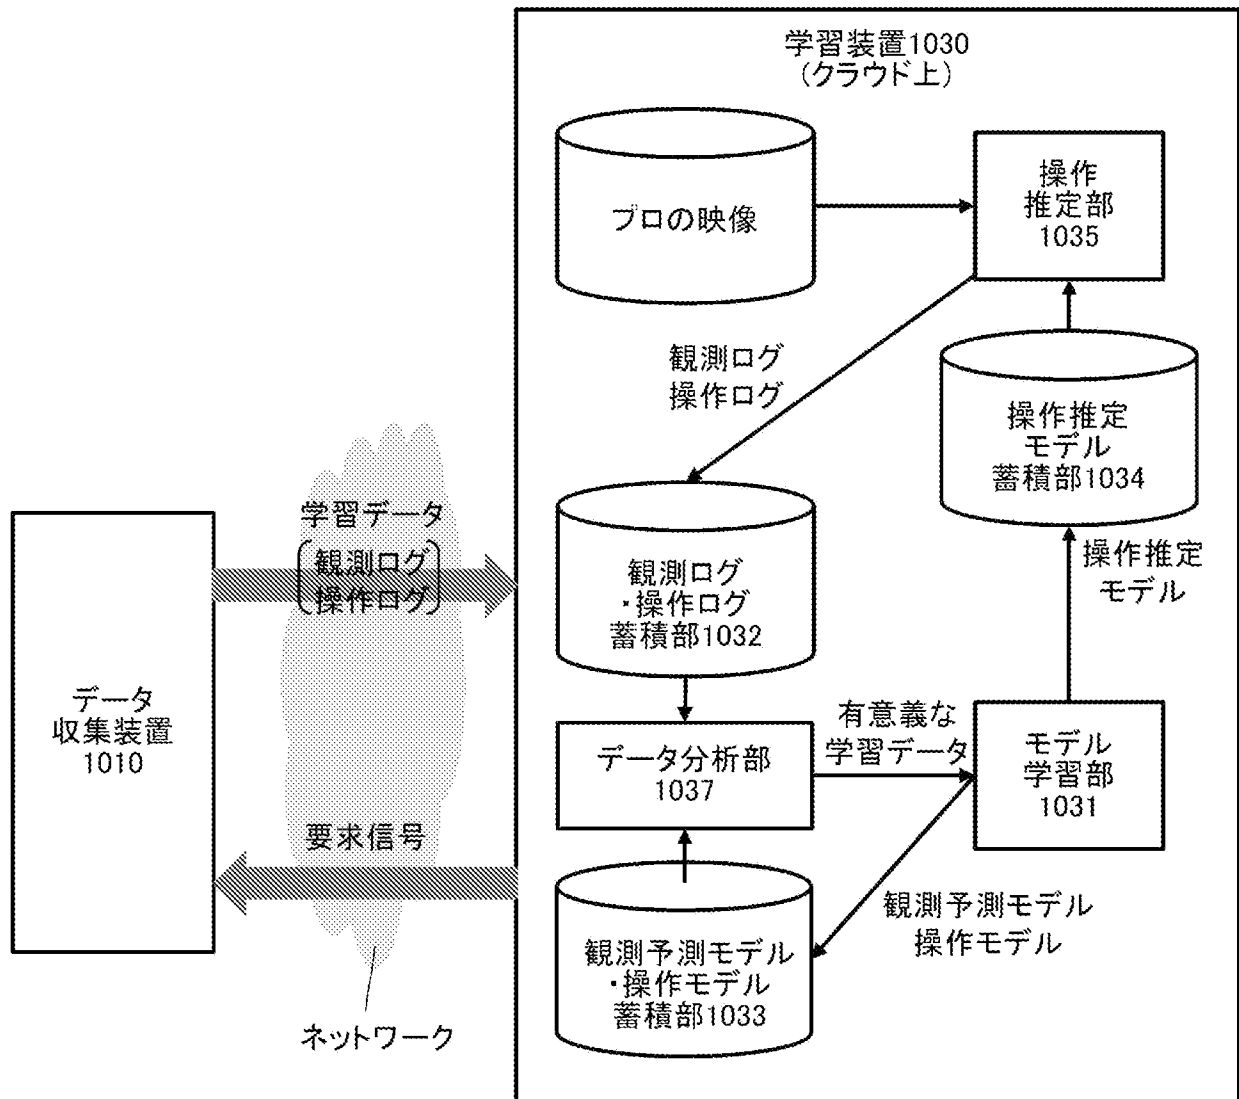 学習装置1030
(クラウド上)
プロの映像
操作
推定部
1035
観測ログ
操作ログ
操作推定
モデル
蓄積部1034
学習データ
観測ログ
操作ログ
観測ログ
・操作ログ
蓄積部1032
操作推定
モデル
データ
収集装置
1010
有意義な
学習データ
データ分析部
1037
モデル
学習部
1031
要求信号
観測予測モデル
操作モデル
観測予測モデル
・操作モデル
蓄積部1033
ネットワーク